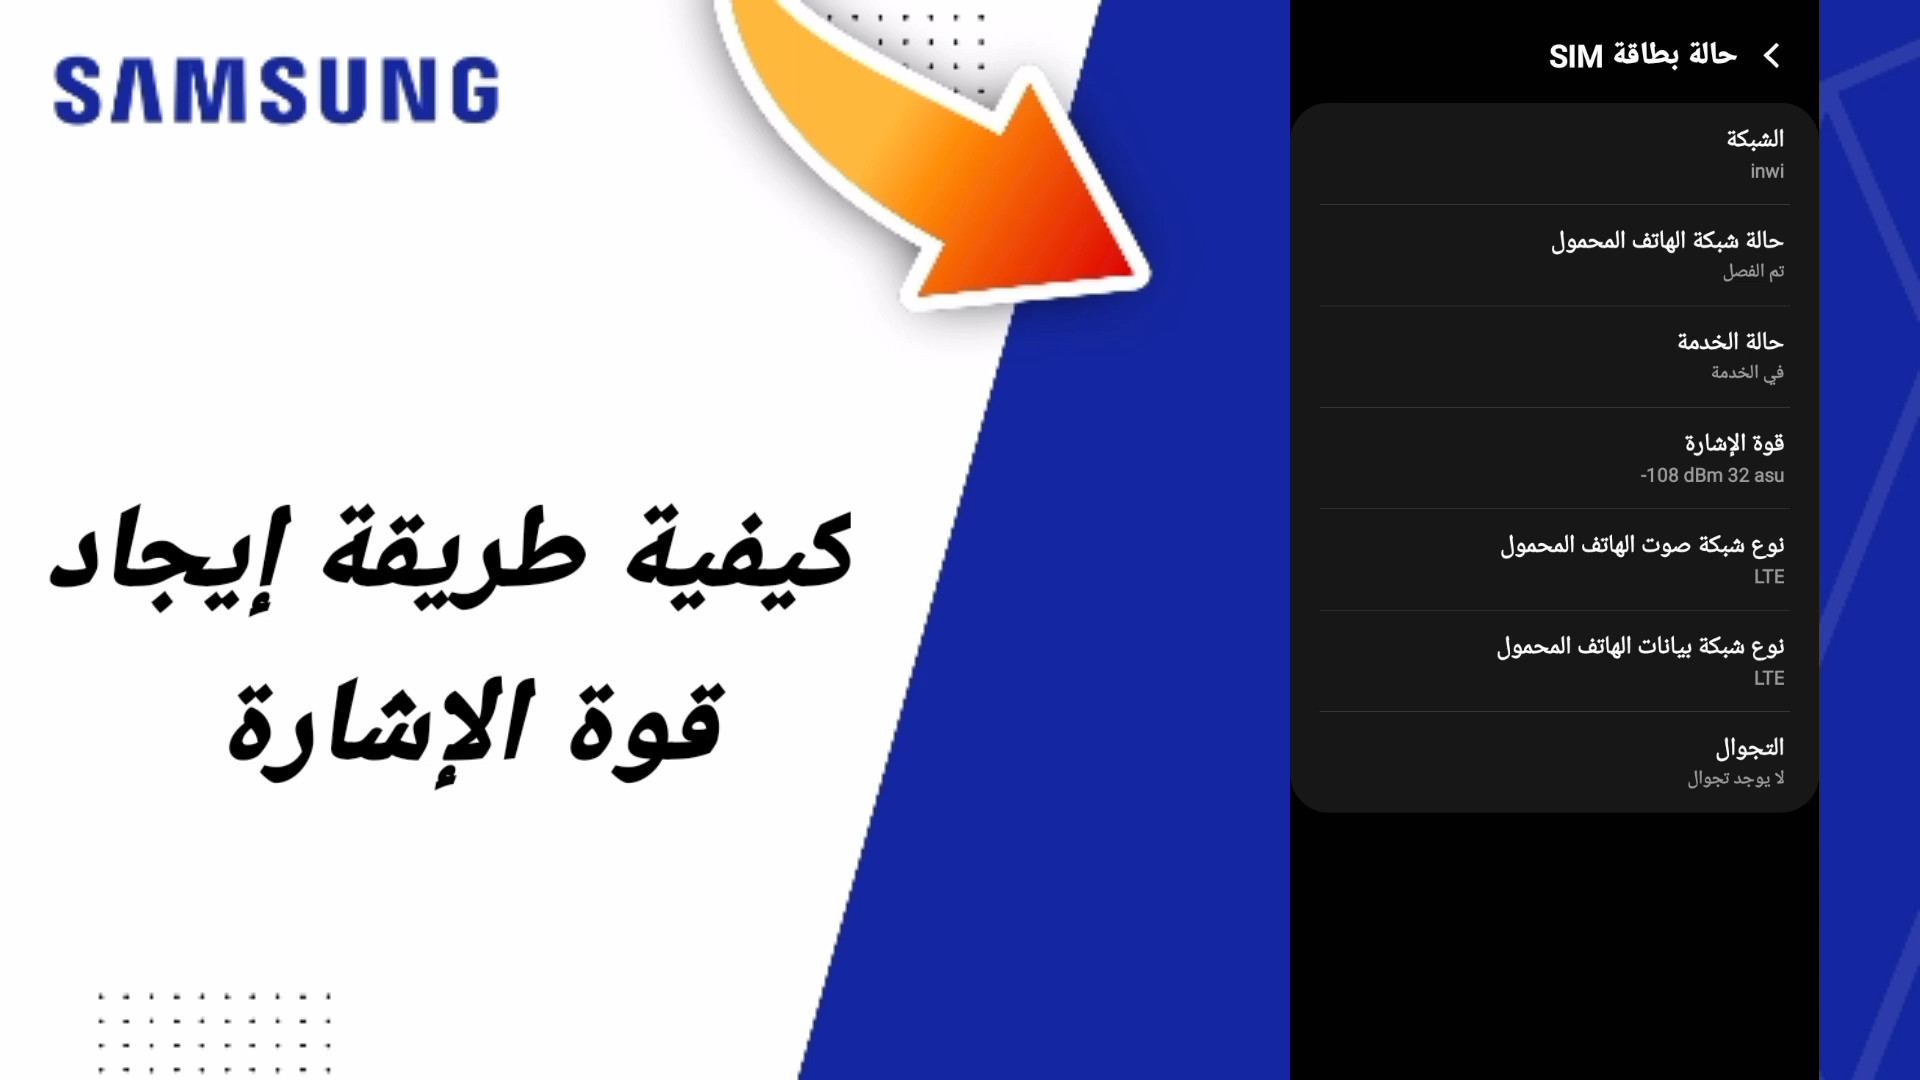 SAMSUNG
كيفية طريقة إيجاد
قوة الإشارة
حالة بطاقة SIM
الشبكة
inwi
حالة شبكة الهاتف المحمول
تم الفصل
حالة الخدمة
في الخدمة
قوة الإشارة
-108 dBm 32 asu
نوع شبكة صوت الهاتف المحمول
LTE
نوع شبكة بيانات الهاتف المحمول
LTE
التجوال
لا يوجد تجوال